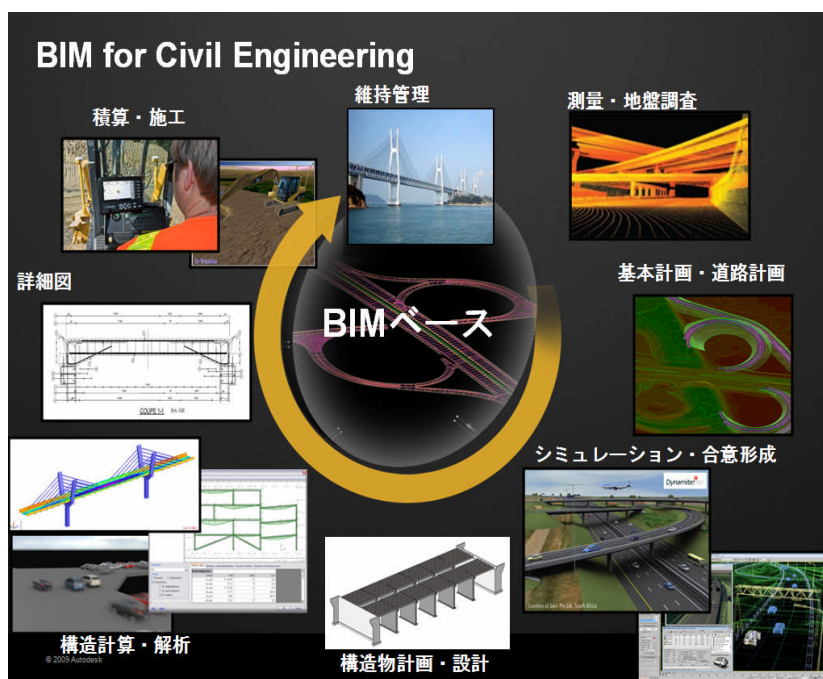 BIM for Civil Engineering
維持管理
測量・地盤調査
積算・施工
基本計画・道路計画
詳細図
BIMベース
COUPE 1-1
シミュレーション・合意形成
Dynamite
構造計算・解析
構造物計画・設計
© 2009 Autodesk